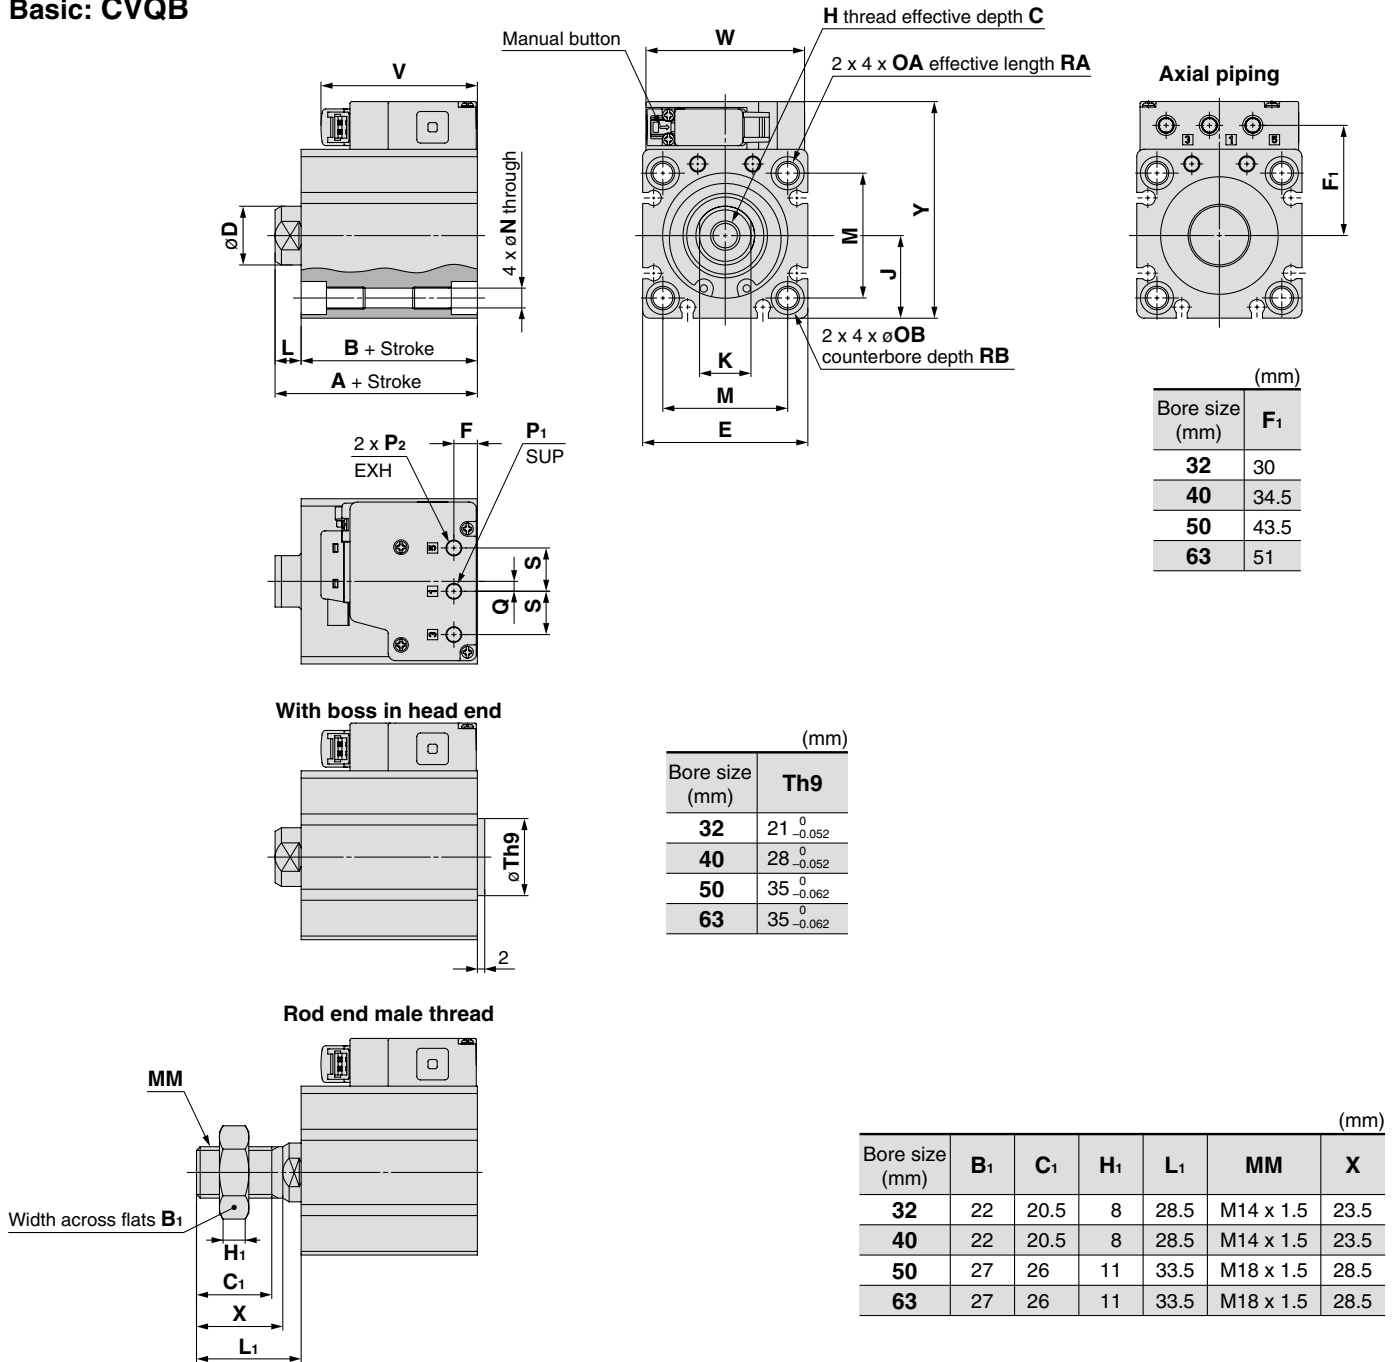 Basic: CVQB
H thread effective depth C
Manual button
W
2 x 4 x OA effective length RA
V
Axial piping
3 1 5
F1
øD
4 x øN through
M
Y
J
L
B + Stroke
A + Stroke
K
M
E
2 x 4 x øOB
counterbore depth RB
(mm)
Bore size (mm) F1
32 30
40 34.5
50 43.5
63 51
2 x P2
EXH
F
P1
SUP
5
1
3
S
Q
S
With boss in head end
øTh9
2
(mm)
Bore size (mm) Th9
32 21 0 –0.052
40 28 0 –0.052
50 35 0 –0.062
63 35 0 –0.062
Rod end male thread
MM
Width across flats B1
H1
C1
X
L1
(mm)
Bore size (mm) B1 C1 H1 L1 MM X
32 22 20.5 8 28.5 M14 x 1.5 23.5
40 22 20.5 8 28.5 M14 x 1.5 23.5
50 27 26 11 33.5 M18 x 1.5 28.5
63 27 26 11 33.5 M18 x 1.5 28.5